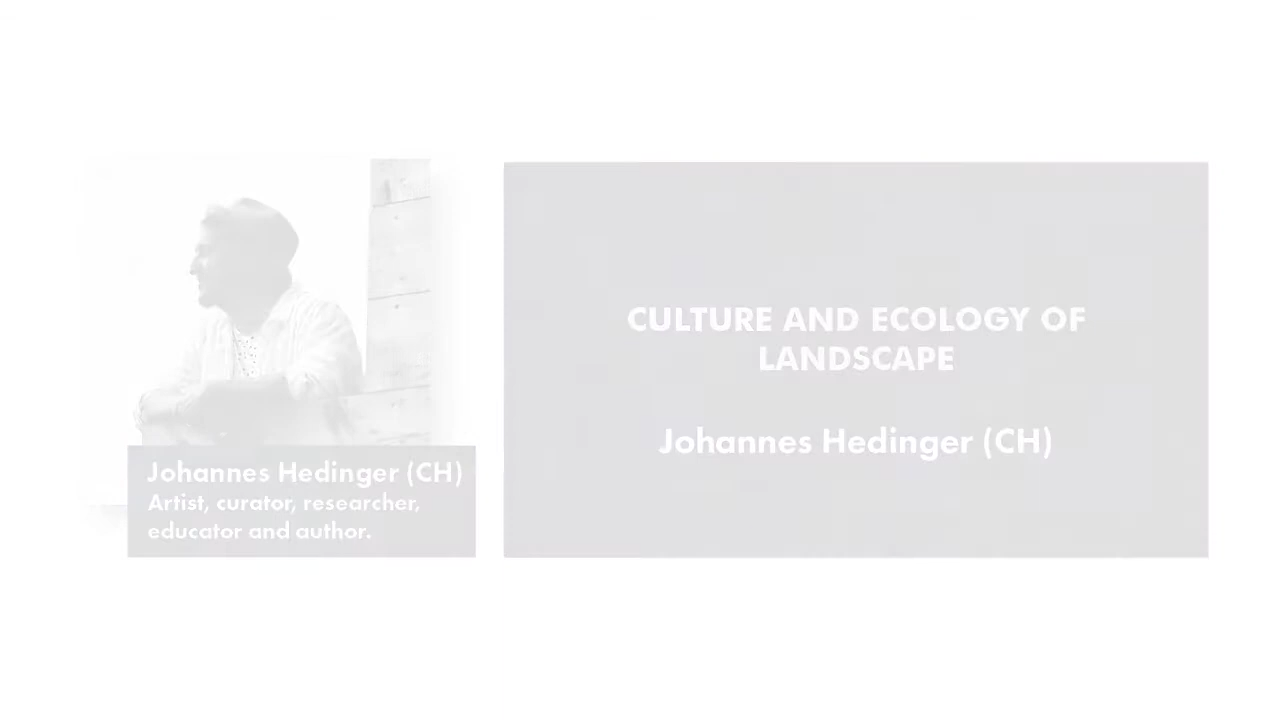 Johannes Hedinger (CH)
Artist, curator, researcher,
educator and author.
CULTURE AND ECOLOGY OF
LANDSCAPE
Johannes Hedinger (CH)